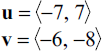 u = ⟨−7, 7⟩
v = ⟨−6, −8⟩